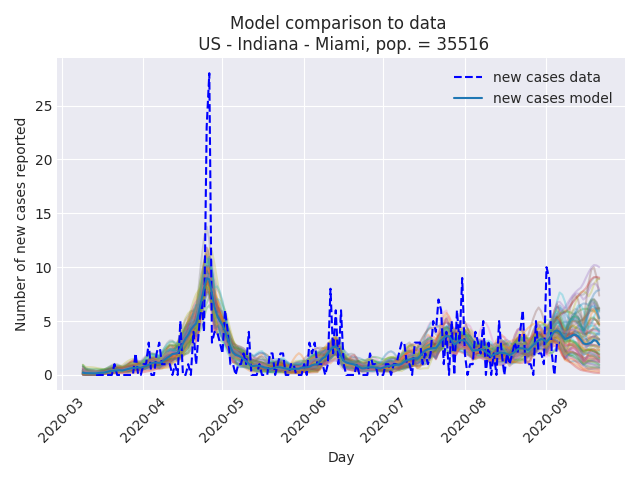 Model comparison to data
US - Indiana - Miami, pop. = 35516
new cases data
new cases model
Number of new cases reported
25
20
15
10
5
0
2020-03
2020-04
2020-05
2020-06
2020-07
2020-08
2020-09
Day